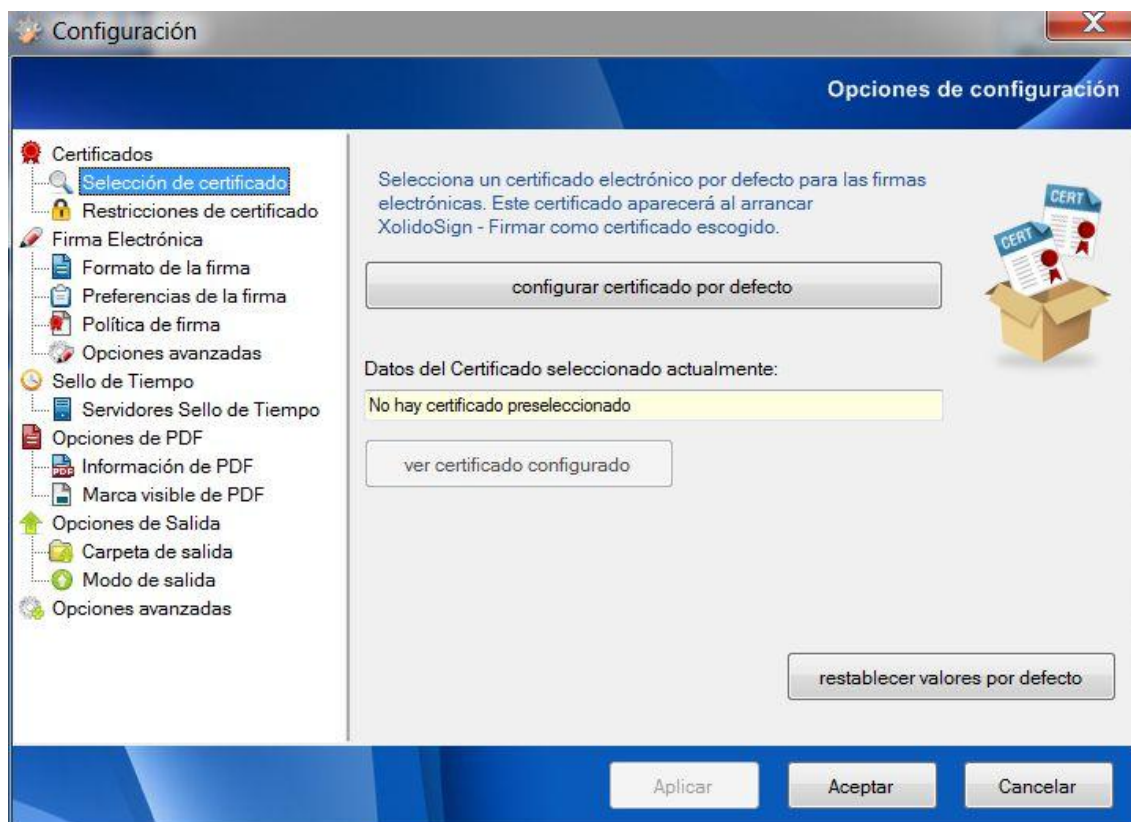 Configuración
X
Opciones de configuración
Certificados
Selección de certificado
Restricciones de certificado
Firma Electrónica
Formato de la firma
Preferencias de la firma
Política de firma
Opciones avanzadas
Sello de Tiempo
Servidores Sello de Tiempo
Opciones de PDF
Información de PDF
Marca visible de PDF
Opciones de Salida
Carpeta de salida
Modo de salida
Opciones avanzadas
Selecciona un certificado electrónico por defecto para las firmas
electrónicas. Este certificado aparecerá al arrancar
XolidoSign - Firmar como certificado escogido.
CERT
CERT
configurar certificado por defecto
Datos del Certificado seleccionado actualmente:
No hay certificado preseleccionado
ver certificado configurado
restablecer valores por defecto
Aplicar
Aceptar
Cancelar